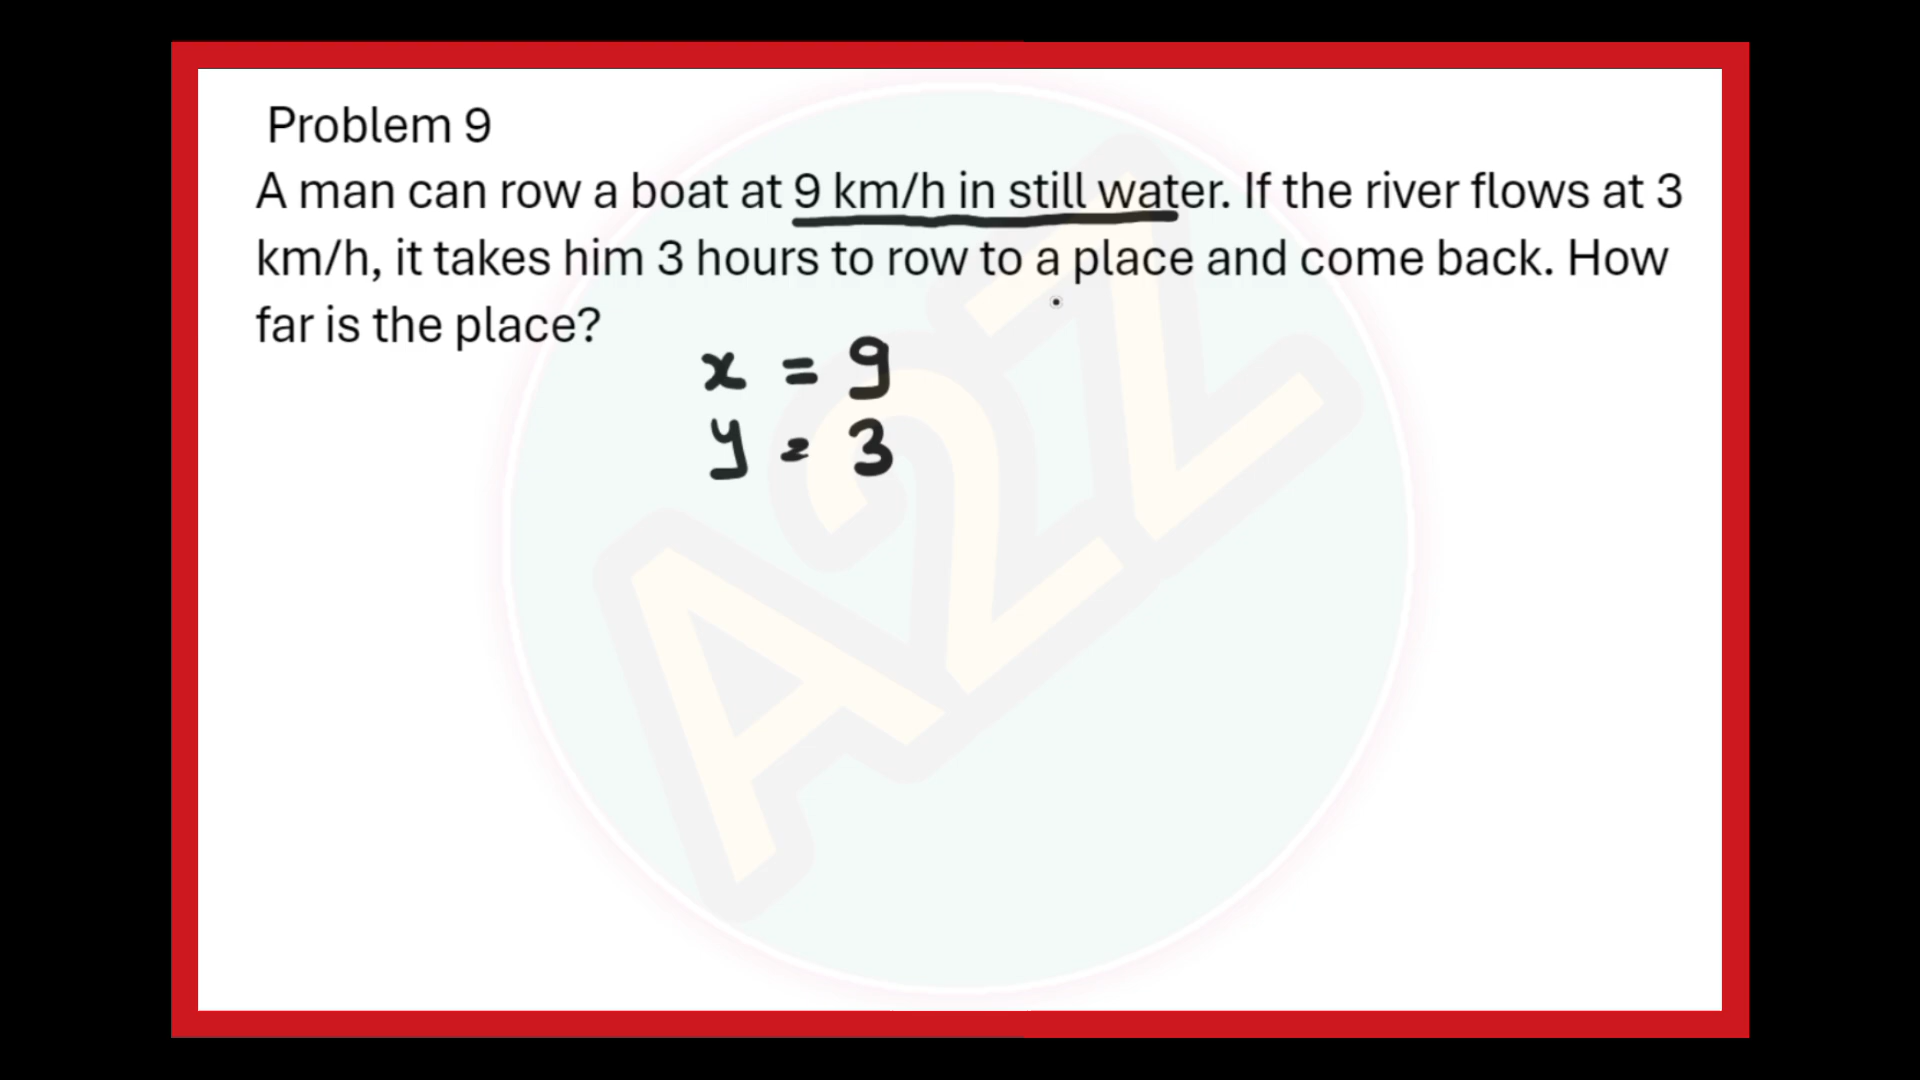 Problem 9
A man can row a boat at 9 km/h in still water. If the river flows at 3
km/h, it takes him 3 hours to row to a place and come back. How
far is the place?
x = 9
y = 3
A2Z